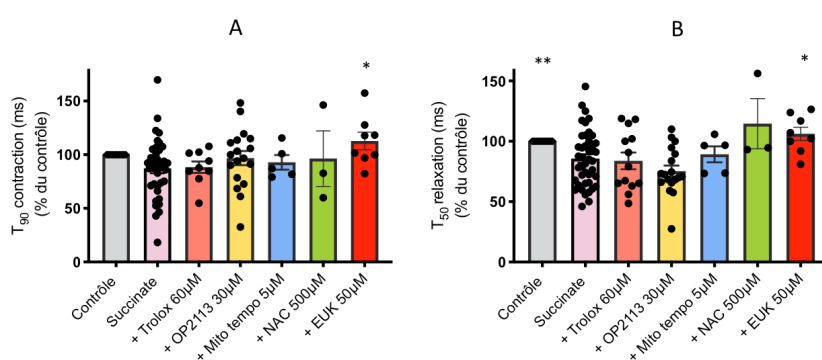 A
T90 contraction (ms)
(% du contrôle)
150
100
50
0
*
Contrôle
Succinate
+ Trolox 60µM
+ OP2113 30µM
+ Mito tempo 5µM
+ NAC 500µM
+ EUK 50µM
B
T50 relaxation (ms)
(% du contrôle)
150
100
50
0
**
*
Contrôle
Succinate
+ Trolox 60µM
+ OP2113 30µM
+ Mito tempo 5µM
+ NAC 500µM
+ EUK 50µM